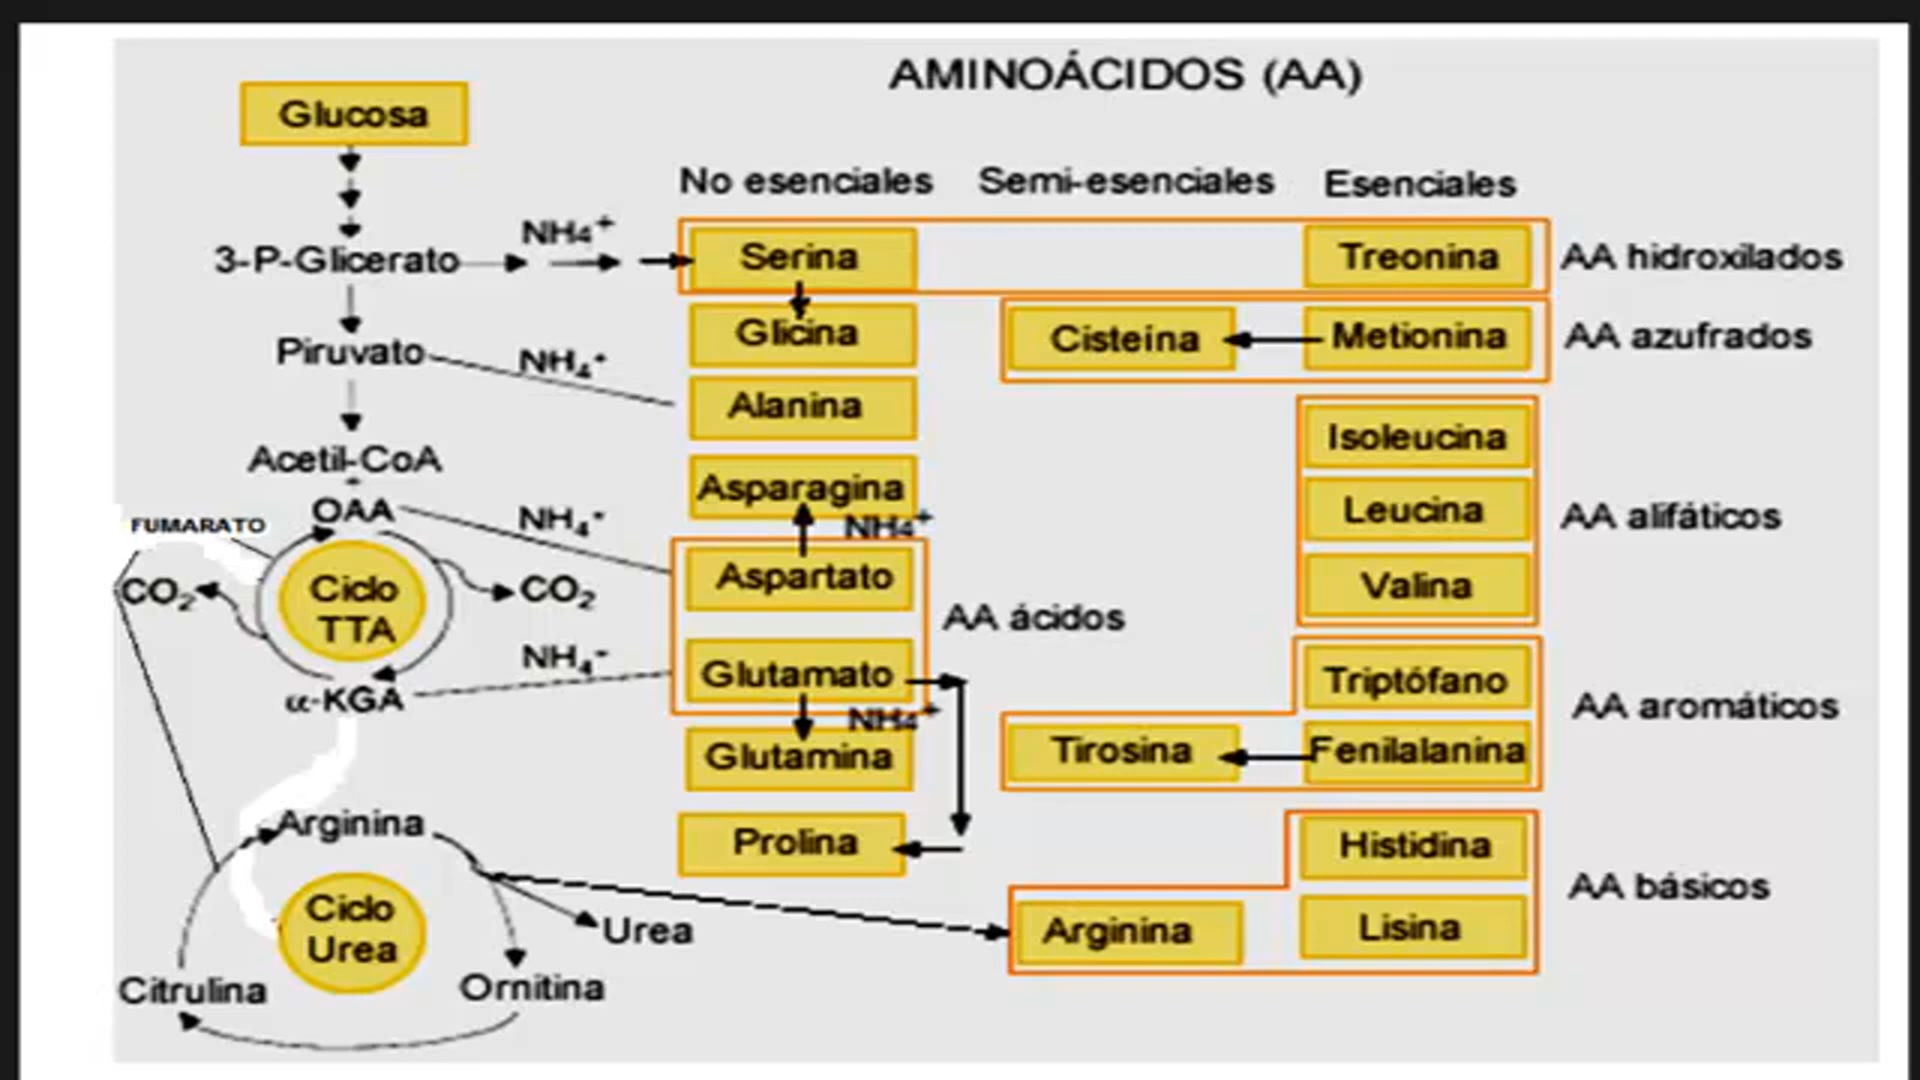 AMINOÁCIDOS (AA)
Glucosa
No esenciales
Semi-esenciales
Esenciales
3-P-Glicerato
NH₄⁺
Serina
Treonina
AA hidroxilados
Glicina
Cisteína
Metionina
AA azufrados
Piruvato
NH₄⁺
Alanina
Acetil-CoA
Isoleucina
Asparagina
Leucina
AA alifáticos
OAA
NH₄⁺
NH₄⁺
FUMARATO
CO₂
Ciclo
TTA
CO₂
Aspartato
Valina
AA ácidos
NH₄⁺
α-KGA
Glutamato
Triptófano
AA aromáticos
NH₄⁺
Glutamina
Tirosina
Fenilalanina
Prolina
Histidina
AA básicos
Arginina
Ciclo
Urea
Urea
Arginina
Lisina
Citrulina
Ornitina